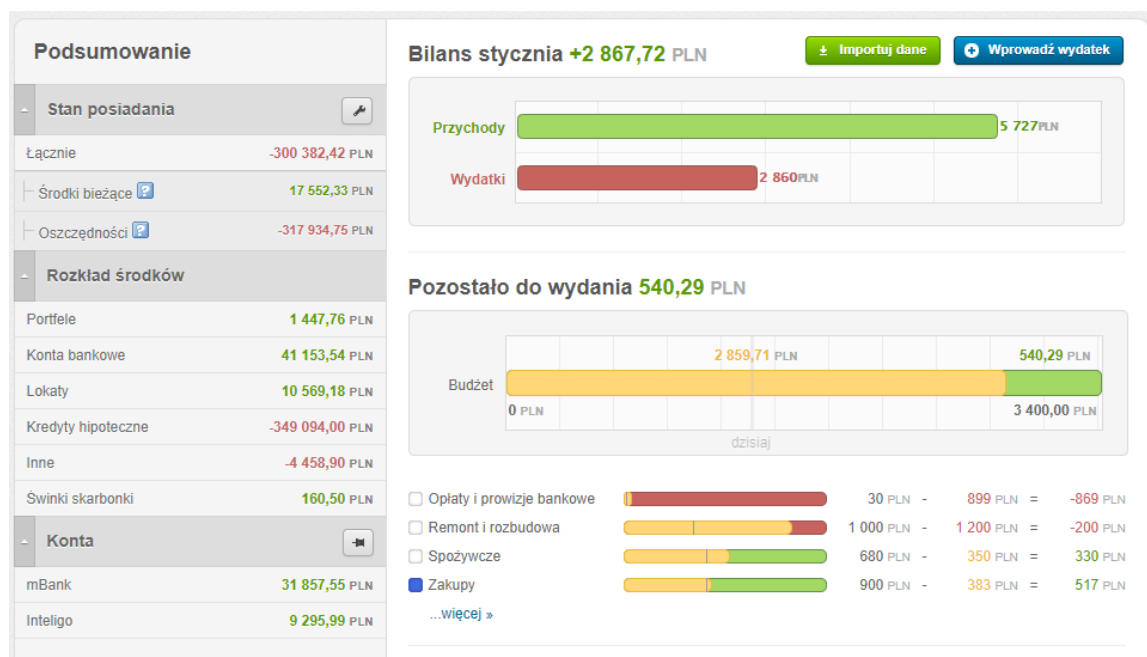 Podsumowanie
Stan posiadania
Łącznie -300 382,42 PLN
Środki bieżące ? 17 552,33 PLN
Oszczędności ? -317 934,75 PLN
Rozkład środków
Portfele 1 447,76 PLN
Konta bankowe 41 153,54 PLN
Lokaty 10 569,18 PLN
Kredyty hipoteczne -349 094,00 PLN
Inne -4 458,90 PLN
Świnki skarbonki 160,50 PLN
Konta
mBank 31 857,55 PLN
Inteligo 9 295,99 PLN
Bilans stycznia +2 867,72 PLN
Importuj dane
Wprowadź wydatek
Przychody 5 727PLN
Wydatki 2 860PLN
Pozostało do wydania 540,29 PLN
2 859,71 PLN 540,29 PLN
Budżet
0 PLN 3 400,00 PLN
dzisiaj
Opłaty i prowizje bankowe 30 PLN - 899 PLN = -869 PLN
Remont i rozbudowa 1 000 PLN - 1 200 PLN = -200 PLN
Spożywcze 680 PLN - 350 PLN = 330 PLN
Zakupy 900 PLN - 383 PLN = 517 PLN
...więcej »